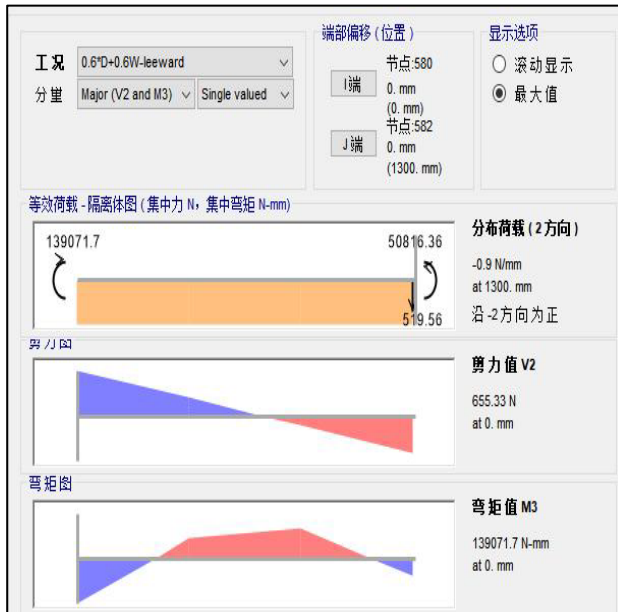 端部偏移 (位置)
显示选项
工况
0.6*D+0.6W-leeward
分量
Major (V2 and M3)
Single valued
I端
节点:580
0. mm
(0. mm)
J 端
节点:582
0. mm
(1300. mm)
滚动显示
最大值
等效荷载 - 隔离体图 (集中力 N，集中弯矩 N-mm)
139071.7
50816.36
519.56
分布荷载 (2 方向)
-0.9 N/mm
at 1300. mm
沿 -2 方向为正
剪力图
剪力值 V2
655.33 N
at 0. mm
弯矩图
弯矩值 M3
139071.7 N-mm
at 0. mm